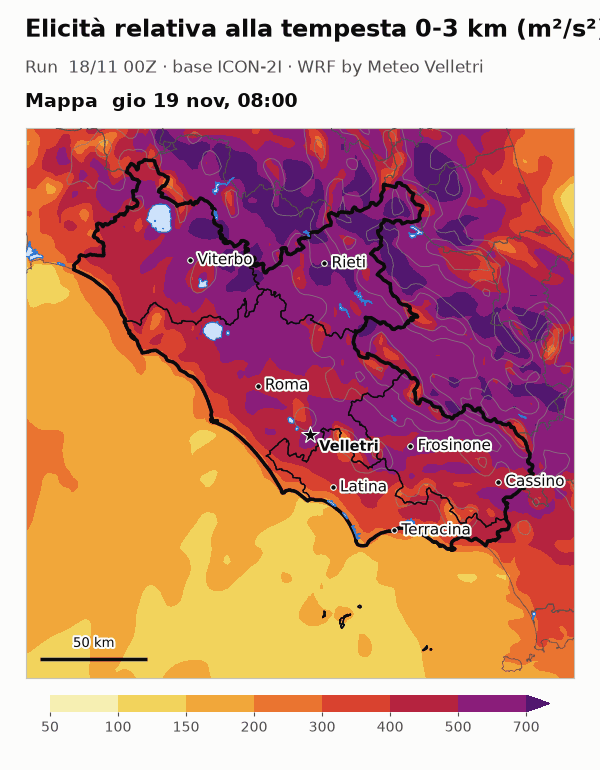 Elicità relativa alla tempesta 0-3 km (m²/s²)
Run  18/11 00Z · base ICON-2I · WRF by Meteo Velletri
Mappa  gio 19 nov, 08:00
Viterbo
Rieti
Roma
Velletri
Frosinone
Latina
Cassino
Terracina
50 km
50 100 150 200 300 400 500 700